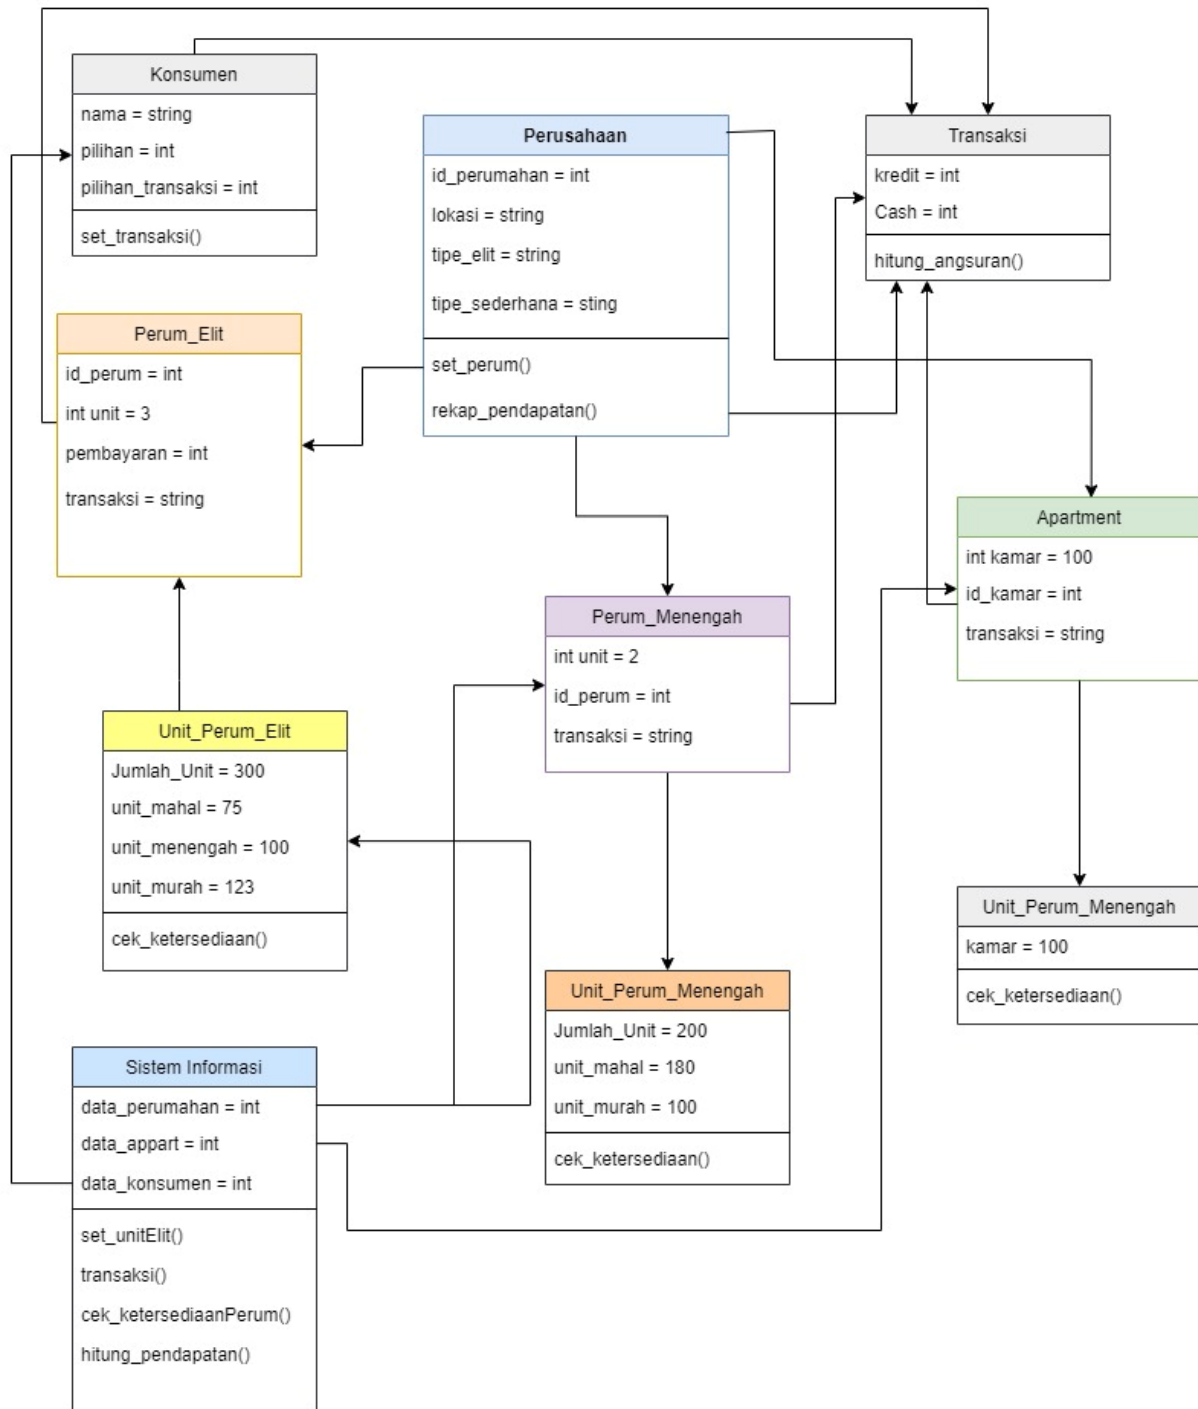 Konsumen
nama = string
pilihan = int
pilihan_transaksi = int
set_transaksi()
Perusahaan
id_perumahan = int
lokasi = string
tipe_elit = string
tipe_sederhana = sting
set_perum()
rekap_pendapatan()
Transaksi
kredit = int
Cash = int
hitung_angsuran()
Perum_Elit
id_perum = int
int unit = 3
pembayaran = int
transaksi = string
Apartment
int kamar = 100
id_kamar = int
transaksi = string
Perum_Menengah
int unit = 2
id_perum = int
transaksi = string
Unit_Perum_Elit
Jumlah_Unit = 300
unit_mahal = 75
unit_menengah = 100
unit_murah = 123
cek_ketersediaan()
Unit_Perum_Menengah
kamar = 100
cek_ketersediaan()
Unit_Perum_Menengah
Jumlah_Unit = 200
unit_mahal = 180
unit_murah = 100
cek_ketersediaan()
Sistem Informasi
data_perumahan = int
data_appart = int
data_konsumen = int
set_unitElit()
transaksi()
cek_ketersediaanPerum()
hitung_pendapatan()